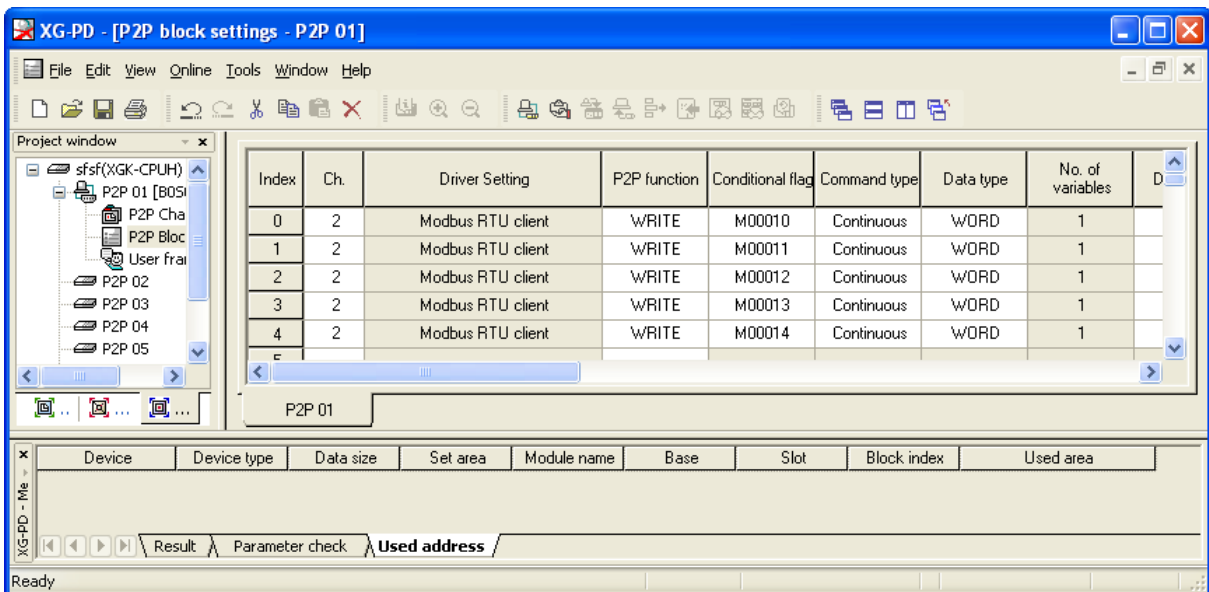 XG-PD - [P2P block settings - P2P 01]
File Edit View Online Tools Window Help
Project window
sfsf(XGK-CPUH)
P2P 01 [B0S
P2P Cha
P2P Bloc
User frai
P2P 02
P2P 03
P2P 04
P2P 05
Index Ch. Driver Setting P2P function Conditional flag Command type Data type No. of variables D
0 2 Modbus RTU client WRITE M00010 Continuous WORD 1
1 2 Modbus RTU client WRITE M00011 Continuous WORD 1
2 2 Modbus RTU client WRITE M00012 Continuous WORD 1
3 2 Modbus RTU client WRITE M00013 Continuous WORD 1
4 2 Modbus RTU client WRITE M00014 Continuous WORD 1
P2P 01
XG-PD - Me
Device Device type Data size Set area Module name Base Slot Block index Used area
Result Parameter check Used address
Ready